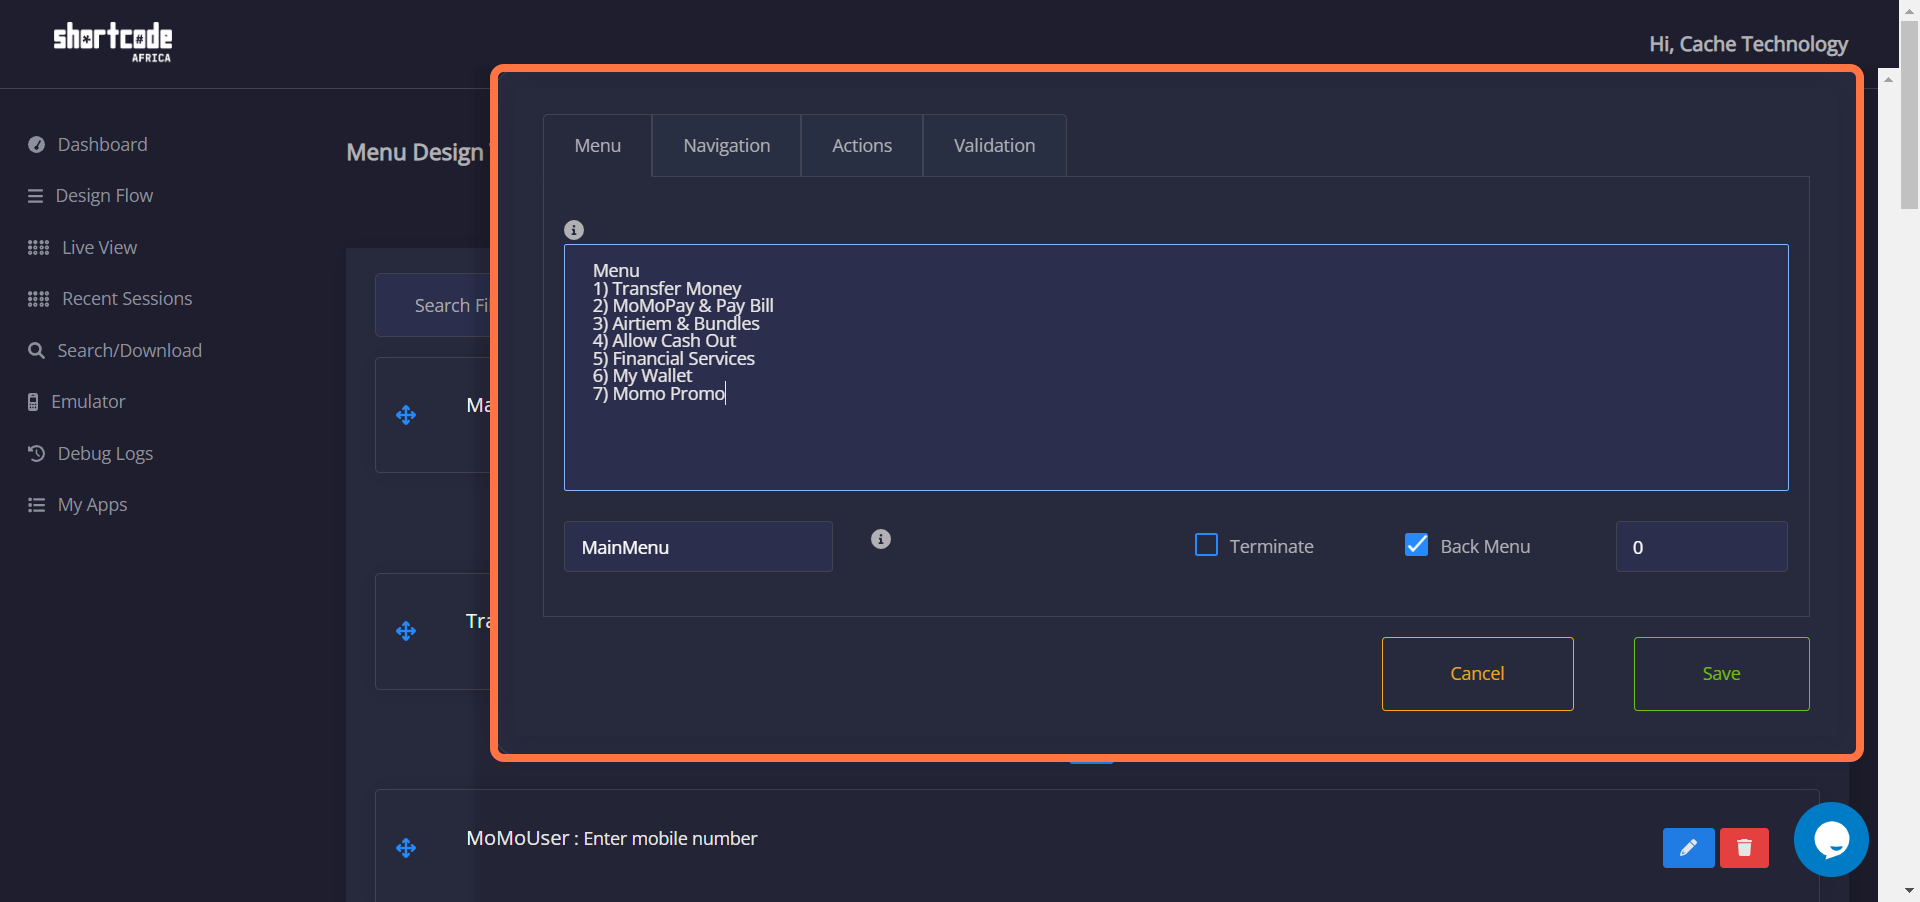 shortcode
AFRICA
Hi, Cache Technology
Dashboard
Design Flow
Live View
Recent Sessions
Search/Download
Emulator
Debug Logs
My Apps
Menu Design
Search Fi
Ma
Tra
Menu
Navigation
Actions
Validation
Menu
1) Transfer Money
2) MoMoPay & Pay Bill
3) Airtiem & Bundles
4) Allow Cash Out
5) Financial Services
6) My Wallet
7) Momo Promo
MainMenu
Terminate
Back Menu
0
Cancel
Save
MoMoUser : Enter mobile number